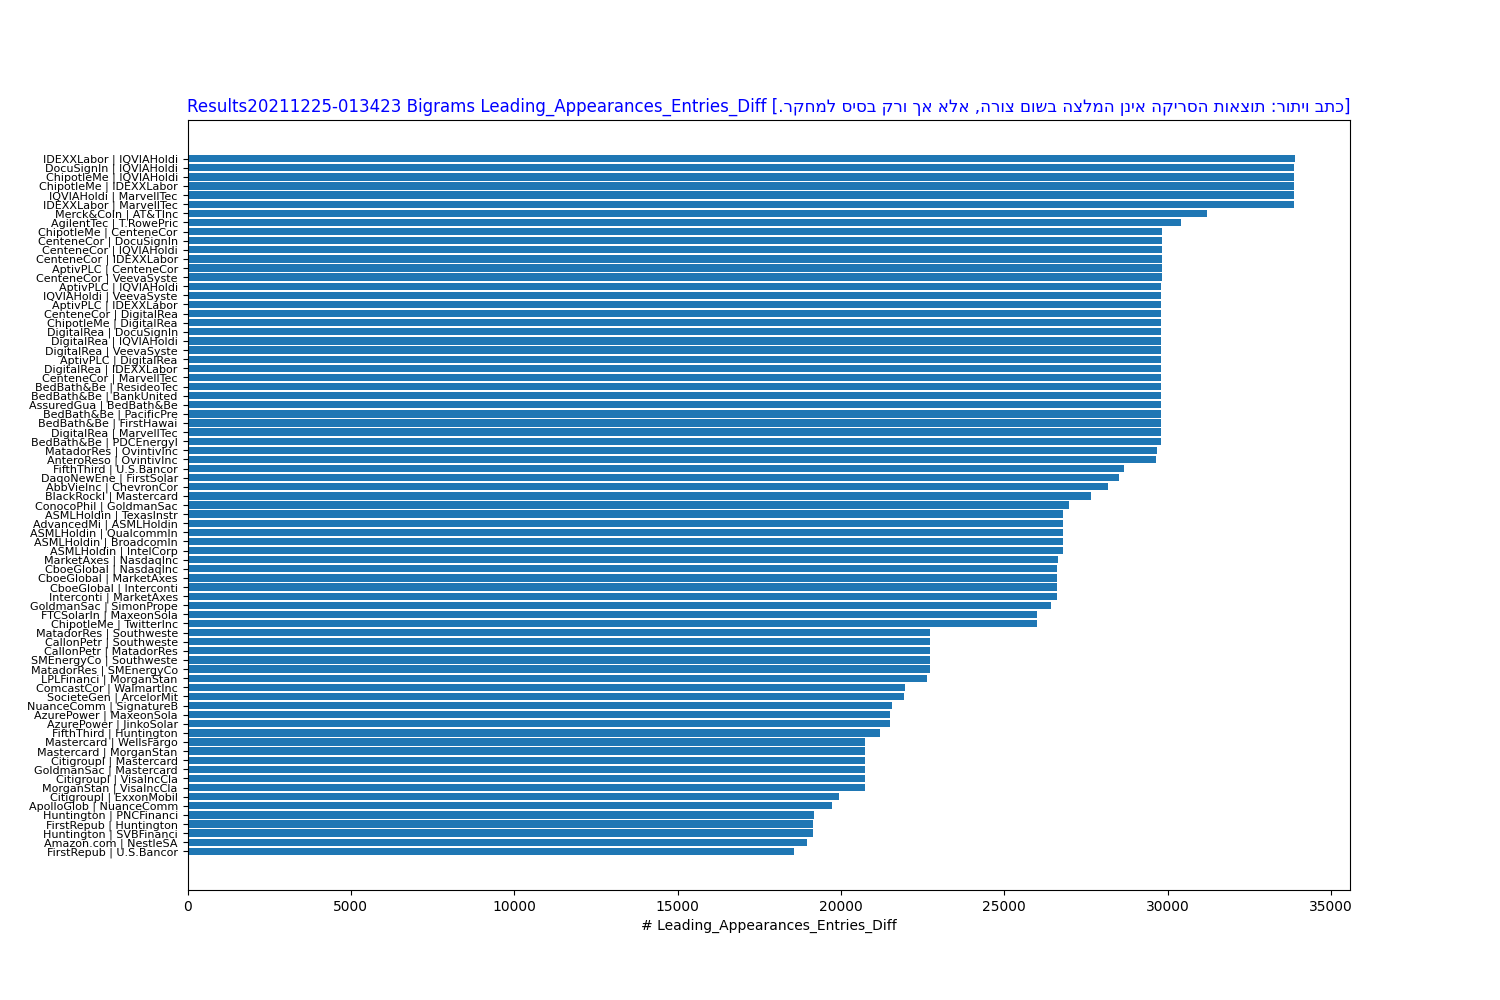 Results20211225-013423 Bigrams Leading_Appearances_Entries_Diff [כתב ויתור: תוצאות הסריקה אינן המלצה בשום צורה, אלא אך ורק בסיס למחקר.]
IDEXXLabor | IQVIAHoldi
DocuSignIn | IQVIAHoldi
ChipotleMe | IQVIAHoldi
ChipotleMe | IDEXXLabor
IQVIAHoldi | MarvellTec
IDEXXLabor | MarvellTec
Merck&CoIn | AT&TInc
AgilentTec | T.RowePric
ChipotleMe | CenteneCor
CenteneCor | DocuSignIn
CenteneCor | IQVIAHoldi
CenteneCor | IDEXXLabor
AptivPLC | CenteneCor
CenteneCor | VeevaSyste
AptivPLC | IQVIAHoldi
IQVIAHoldi | VeevaSyste
AptivPLC | IDEXXLabor
CenteneCor | DigitalRea
ChipotleMe | DigitalRea
DigitalRea | DocuSignIn
DigitalRea | IQVIAHoldi
DigitalRea | VeevaSyste
AptivPLC | DigitalRea
DigitalRea | IDEXXLabor
CenteneCor | MarvellTec
BedBath&Be | ResideoTec
BedBath&Be | BankUnited
AssuredGua | BedBath&Be
BedBath&Be | PacificPre
BedBath&Be | FirstHawai
DigitalRea | MarvellTec
BedBath&Be | PDCEnergyI
MatadorRes | OvintivInc
AnteroReso | OvintivInc
FifthThird | U.S.Bancor
DaqoNewEne | FirstSolar
AbbVieInc | ChevronCor
BlackRockI | Mastercard
ConocoPhil | GoldmanSac
ASMLHoldin | TexasInstr
AdvancedMi | ASMLHoldin
ASMLHoldin | QualcommIn
ASMLHoldin | BroadcomIn
ASMLHoldin | IntelCorp
MarketAxes | NasdaqInc
CboeGlobal | NasdaqInc
CboeGlobal | MarketAxes
CboeGlobal | Interconti
Interconti | MarketAxes
GoldmanSac | SimonPrope
FTCSolarIn | MaxeonSola
ChipotleMe | TwitterInc
MatadorRes | Southweste
CallonPetr | Southweste
CallonPetr | MatadorRes
SMEnergyCo | Southweste
MatadorRes | SMEnergyCo
LPLFinanci | MorganStan
ComcastCor | WalmartInc
SocieteGen | ArcelorMit
NuanceComm | SignatureB
AzurePower | MaxeonSola
AzurePower | JinkoSolar
FifthThird | Huntington
Mastercard | WellsFargo
Mastercard | MorganStan
CitigroupI | Mastercard
GoldmanSac | Mastercard
CitigroupI | VisaIncCla
MorganStan | VisaIncCla
CitigroupI | ExxonMobil
ApolloGlob | NuanceComm
Huntington | PNCFinanci
FirstRepub | Huntington
Huntington | SVBFinanci
Amazon.com | NestleSA
FirstRepub | U.S.Bancor
0 5000 10000 15000 20000 25000 30000 35000
# Leading_Appearances_Entries_Diff